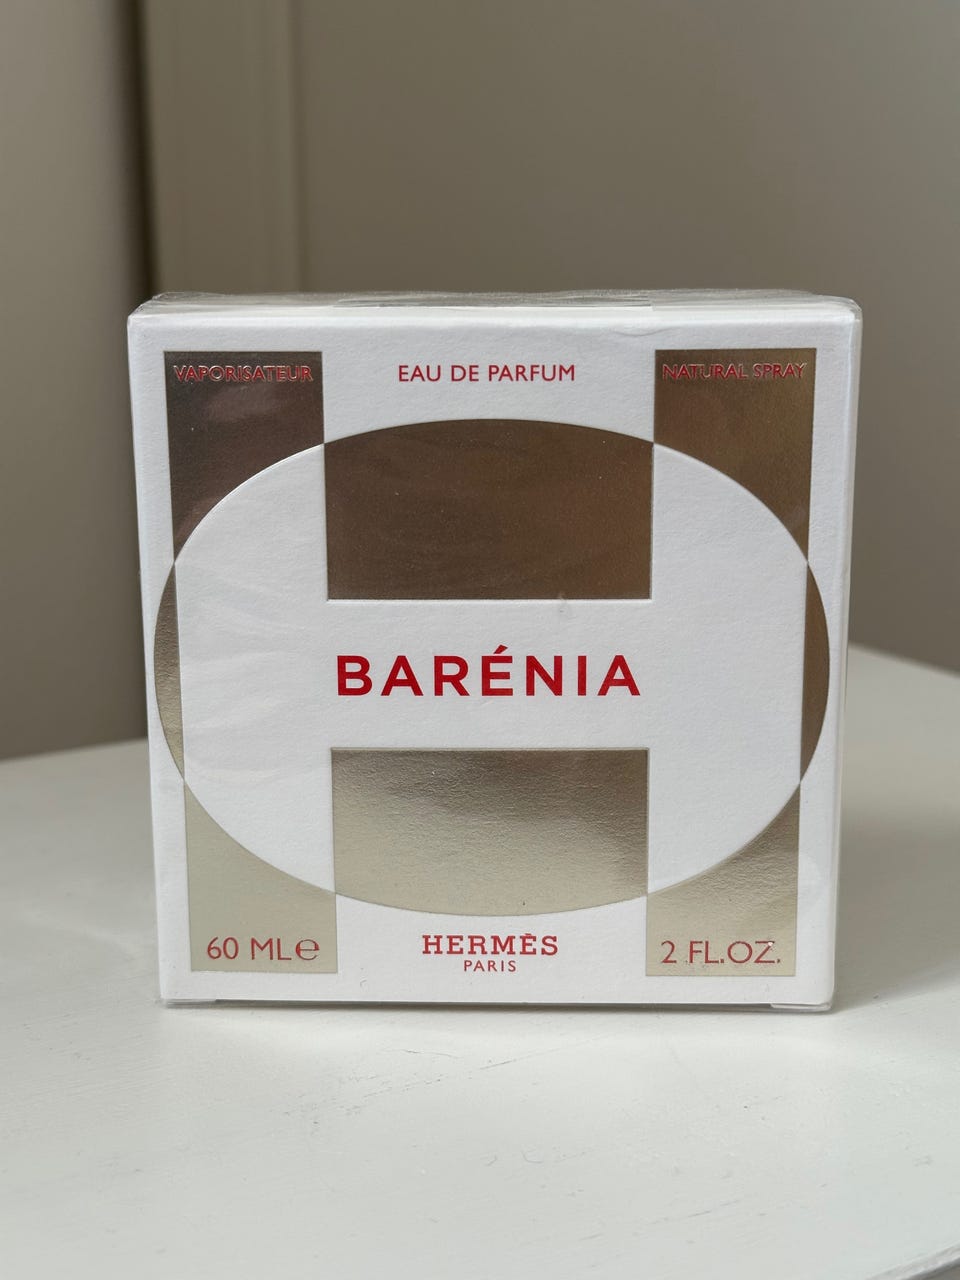 VAPORISATEUR
EAU DE PARFUM
NATURAL SPRAY
BARÉNIA
60 ML℮
HERMÈS
PARIS
2 FL.OZ.